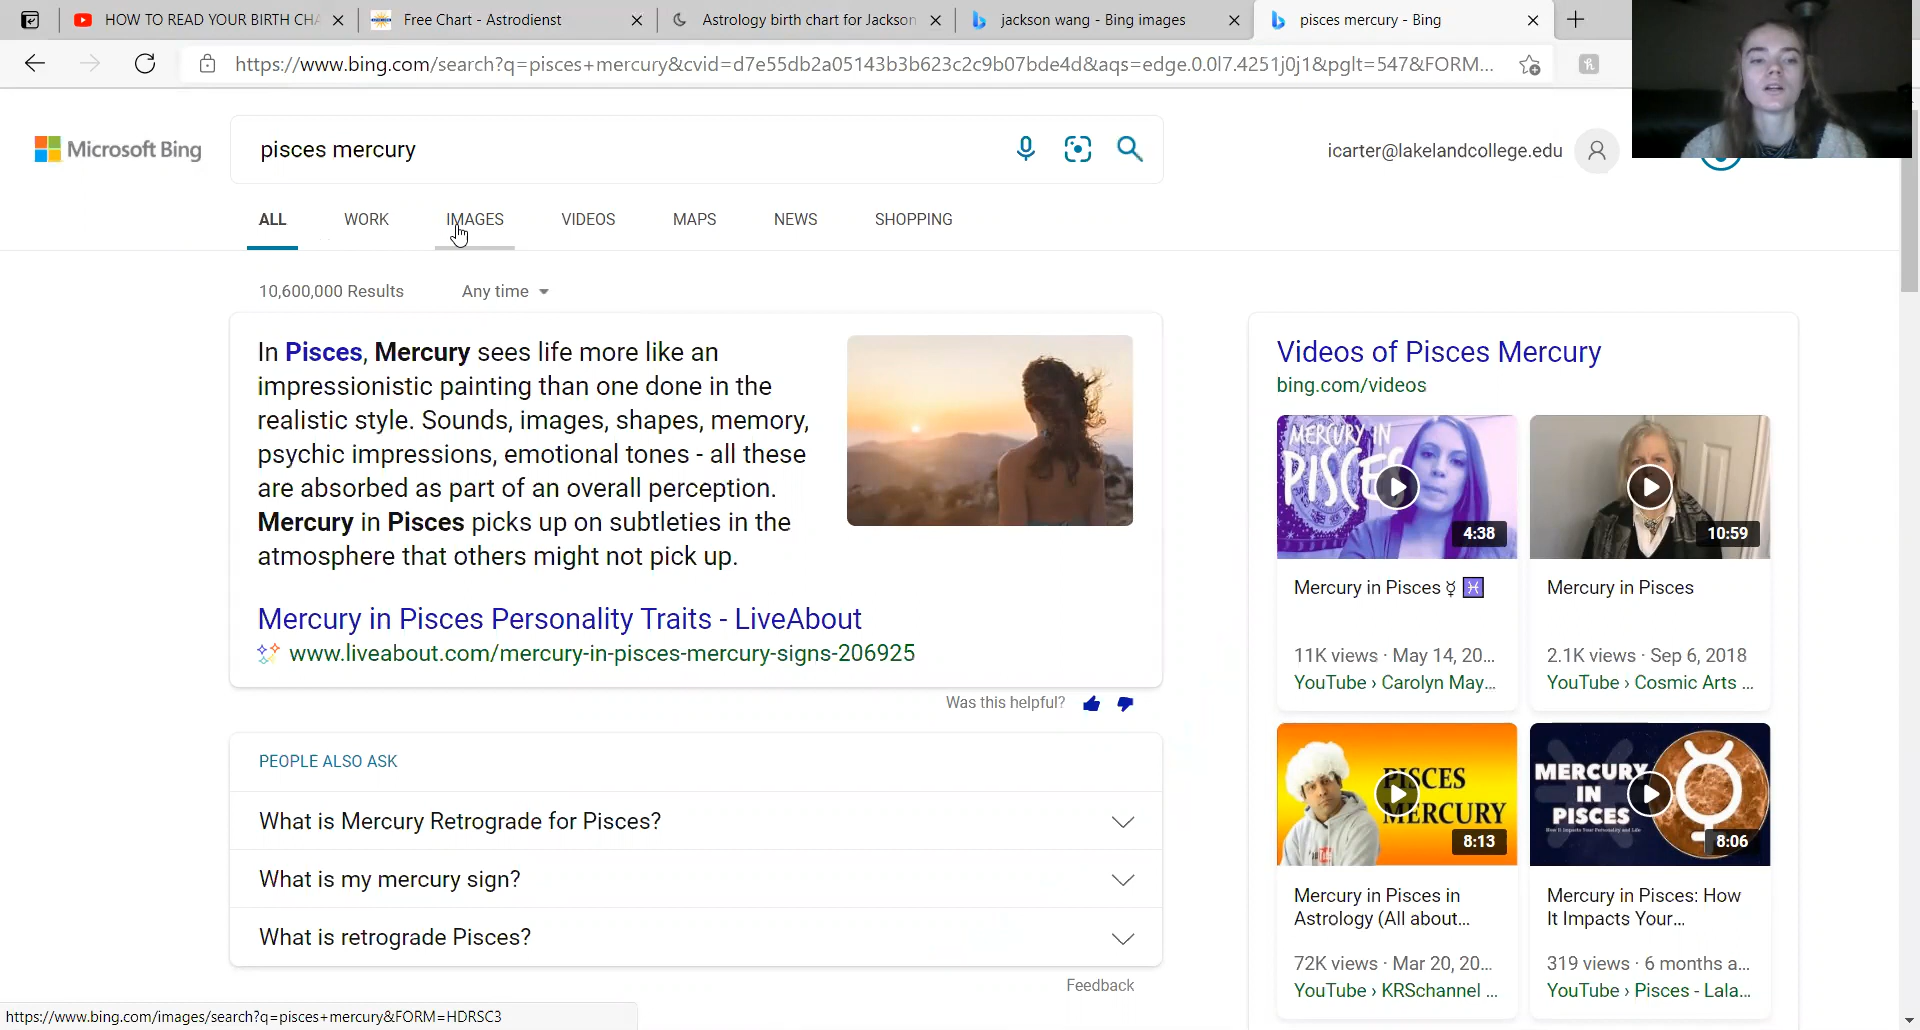 HOW TO READ YOUR BIRTH CHA
Free Chart - Astrodienst
Astrology birth chart for Jackson
jackson wang - Bing images
pisces mercury - Bing
https://www.bing.com/search?q=pisces+mercury&cvid=d7e55db2a05143b3b623c2c9b07bde4d&aqs=edge.0.0l7.4251j0j1&pglt=547&FORM...
Microsoft Bing
pisces mercury
icarter@lakelandcollege.edu
ALL
WORK
IMAGES
VIDEOS
MAPS
NEWS
SHOPPING
10,600,000 Results
Any time
In Pisces, Mercury sees life more like an
impressionistic painting than one done in the
realistic style. Sounds, images, shapes, memory,
psychic impressions, emotional tones - all these
are absorbed as part of an overall perception.
Mercury in Pisces picks up on subtleties in the
atmosphere that others might not pick up.
Mercury in Pisces Personality Traits - LiveAbout
www.liveabout.com/mercury-in-pisces-mercury-signs-206925
Was this helpful?
PEOPLE ALSO ASK
What is Mercury Retrograde for Pisces?
What is my mercury sign?
What is retrograde Pisces?
Feedback
Videos of Pisces Mercury
bing.com/videos
MERCURY IN
PISCES
4:38
Mercury in Pisces ☿ ♓
11K views · May 14, 20...
YouTube › Carolyn May...
10:59
Mercury in Pisces
2.1K views · Sep 6, 2018
YouTube › Cosmic Arts ...
PISCES
MERCURY
8:13
Mercury in Pisces in
Astrology (All about...
72K views · Mar 20, 20...
YouTube › KRSchannel ...
MERCURY
IN
PISCES
How It Impacts Your Personality and Life
8:06
Mercury in Pisces: How
It Impacts Your...
319 views · 6 months a...
YouTube › Pisces - Lala...
https://www.bing.com/images/search?q=pisces+mercury&FORM=HDRSC3